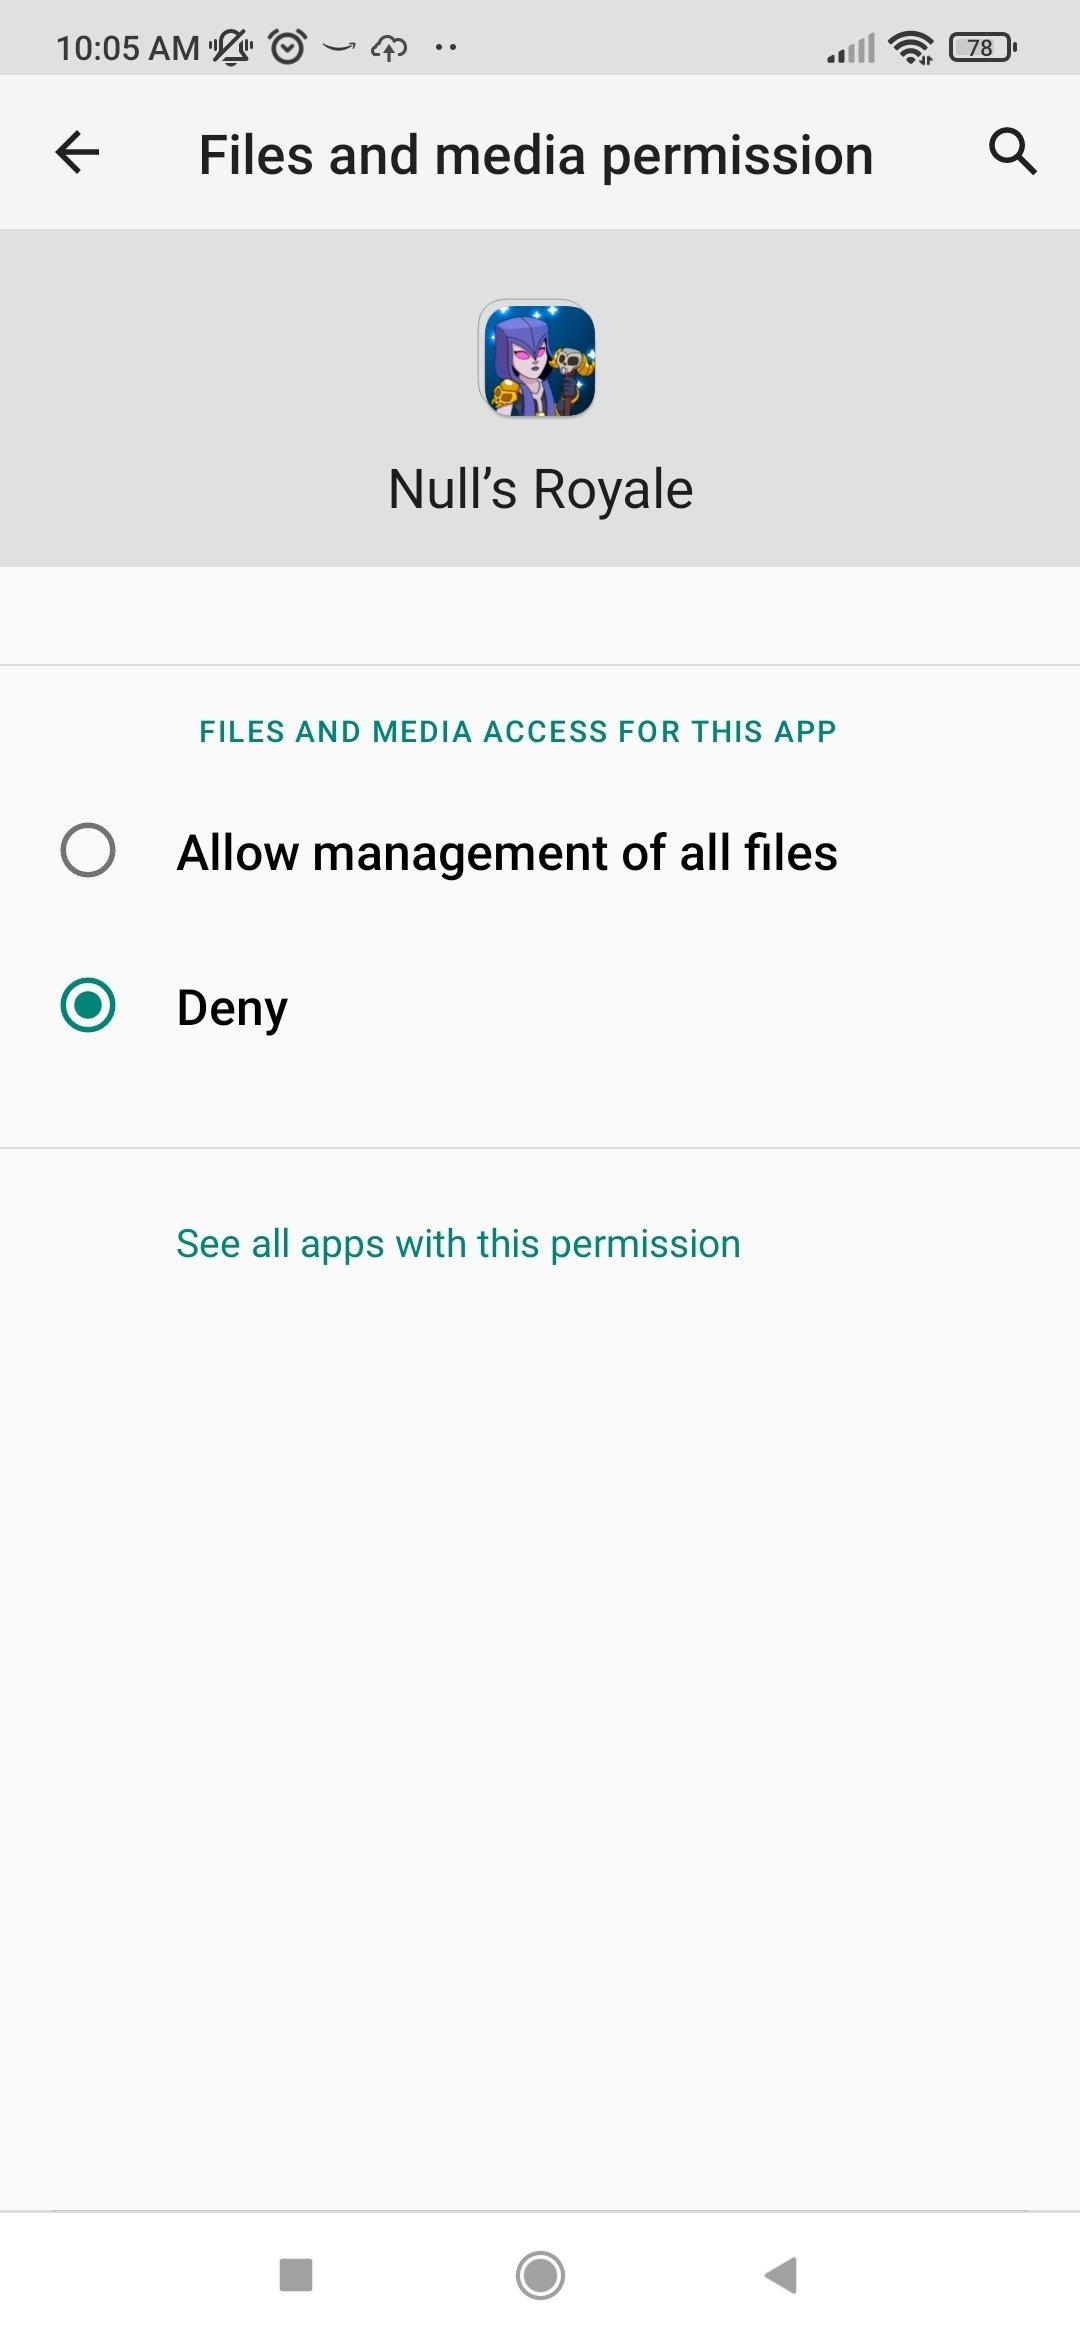 10:05 AM
78
Files and media permission
Null’s Royale
FILES AND MEDIA ACCESS FOR THIS APP
Allow management of all files
Deny
See all apps with this permission